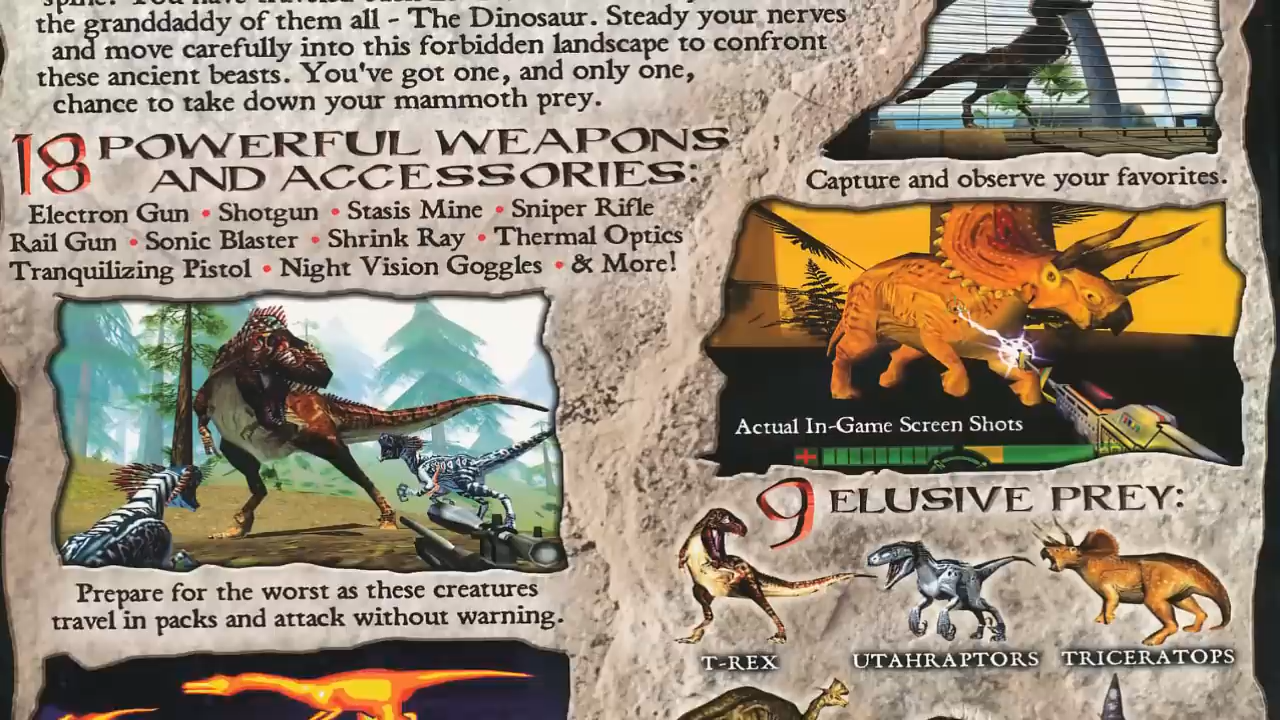 the granddaddy of them all - The Dinosaur. Steady your nerves
and move carefully into this forbidden landscape to confront
these ancient beasts. You've got one, and only one,
chance to take down your mammoth prey.
18 POWERFUL WEAPONS
AND ACCESSORIES:
Electron Gun • Shotgun • Stasis Mine • Sniper Rifle
Rail Gun • Sonic Blaster • Shrink Ray • Thermal Optics
Tranquilizing Pistol • Night Vision Goggles • & More!
Prepare for the worst as these creatures
travel in packs and attack without warning.
Capture and observe your favorites.
Actual In-Game Screen Shots
9 ELUSIVE PREY:
T-REX
UTAHRAPTORS
TRICERATOPS